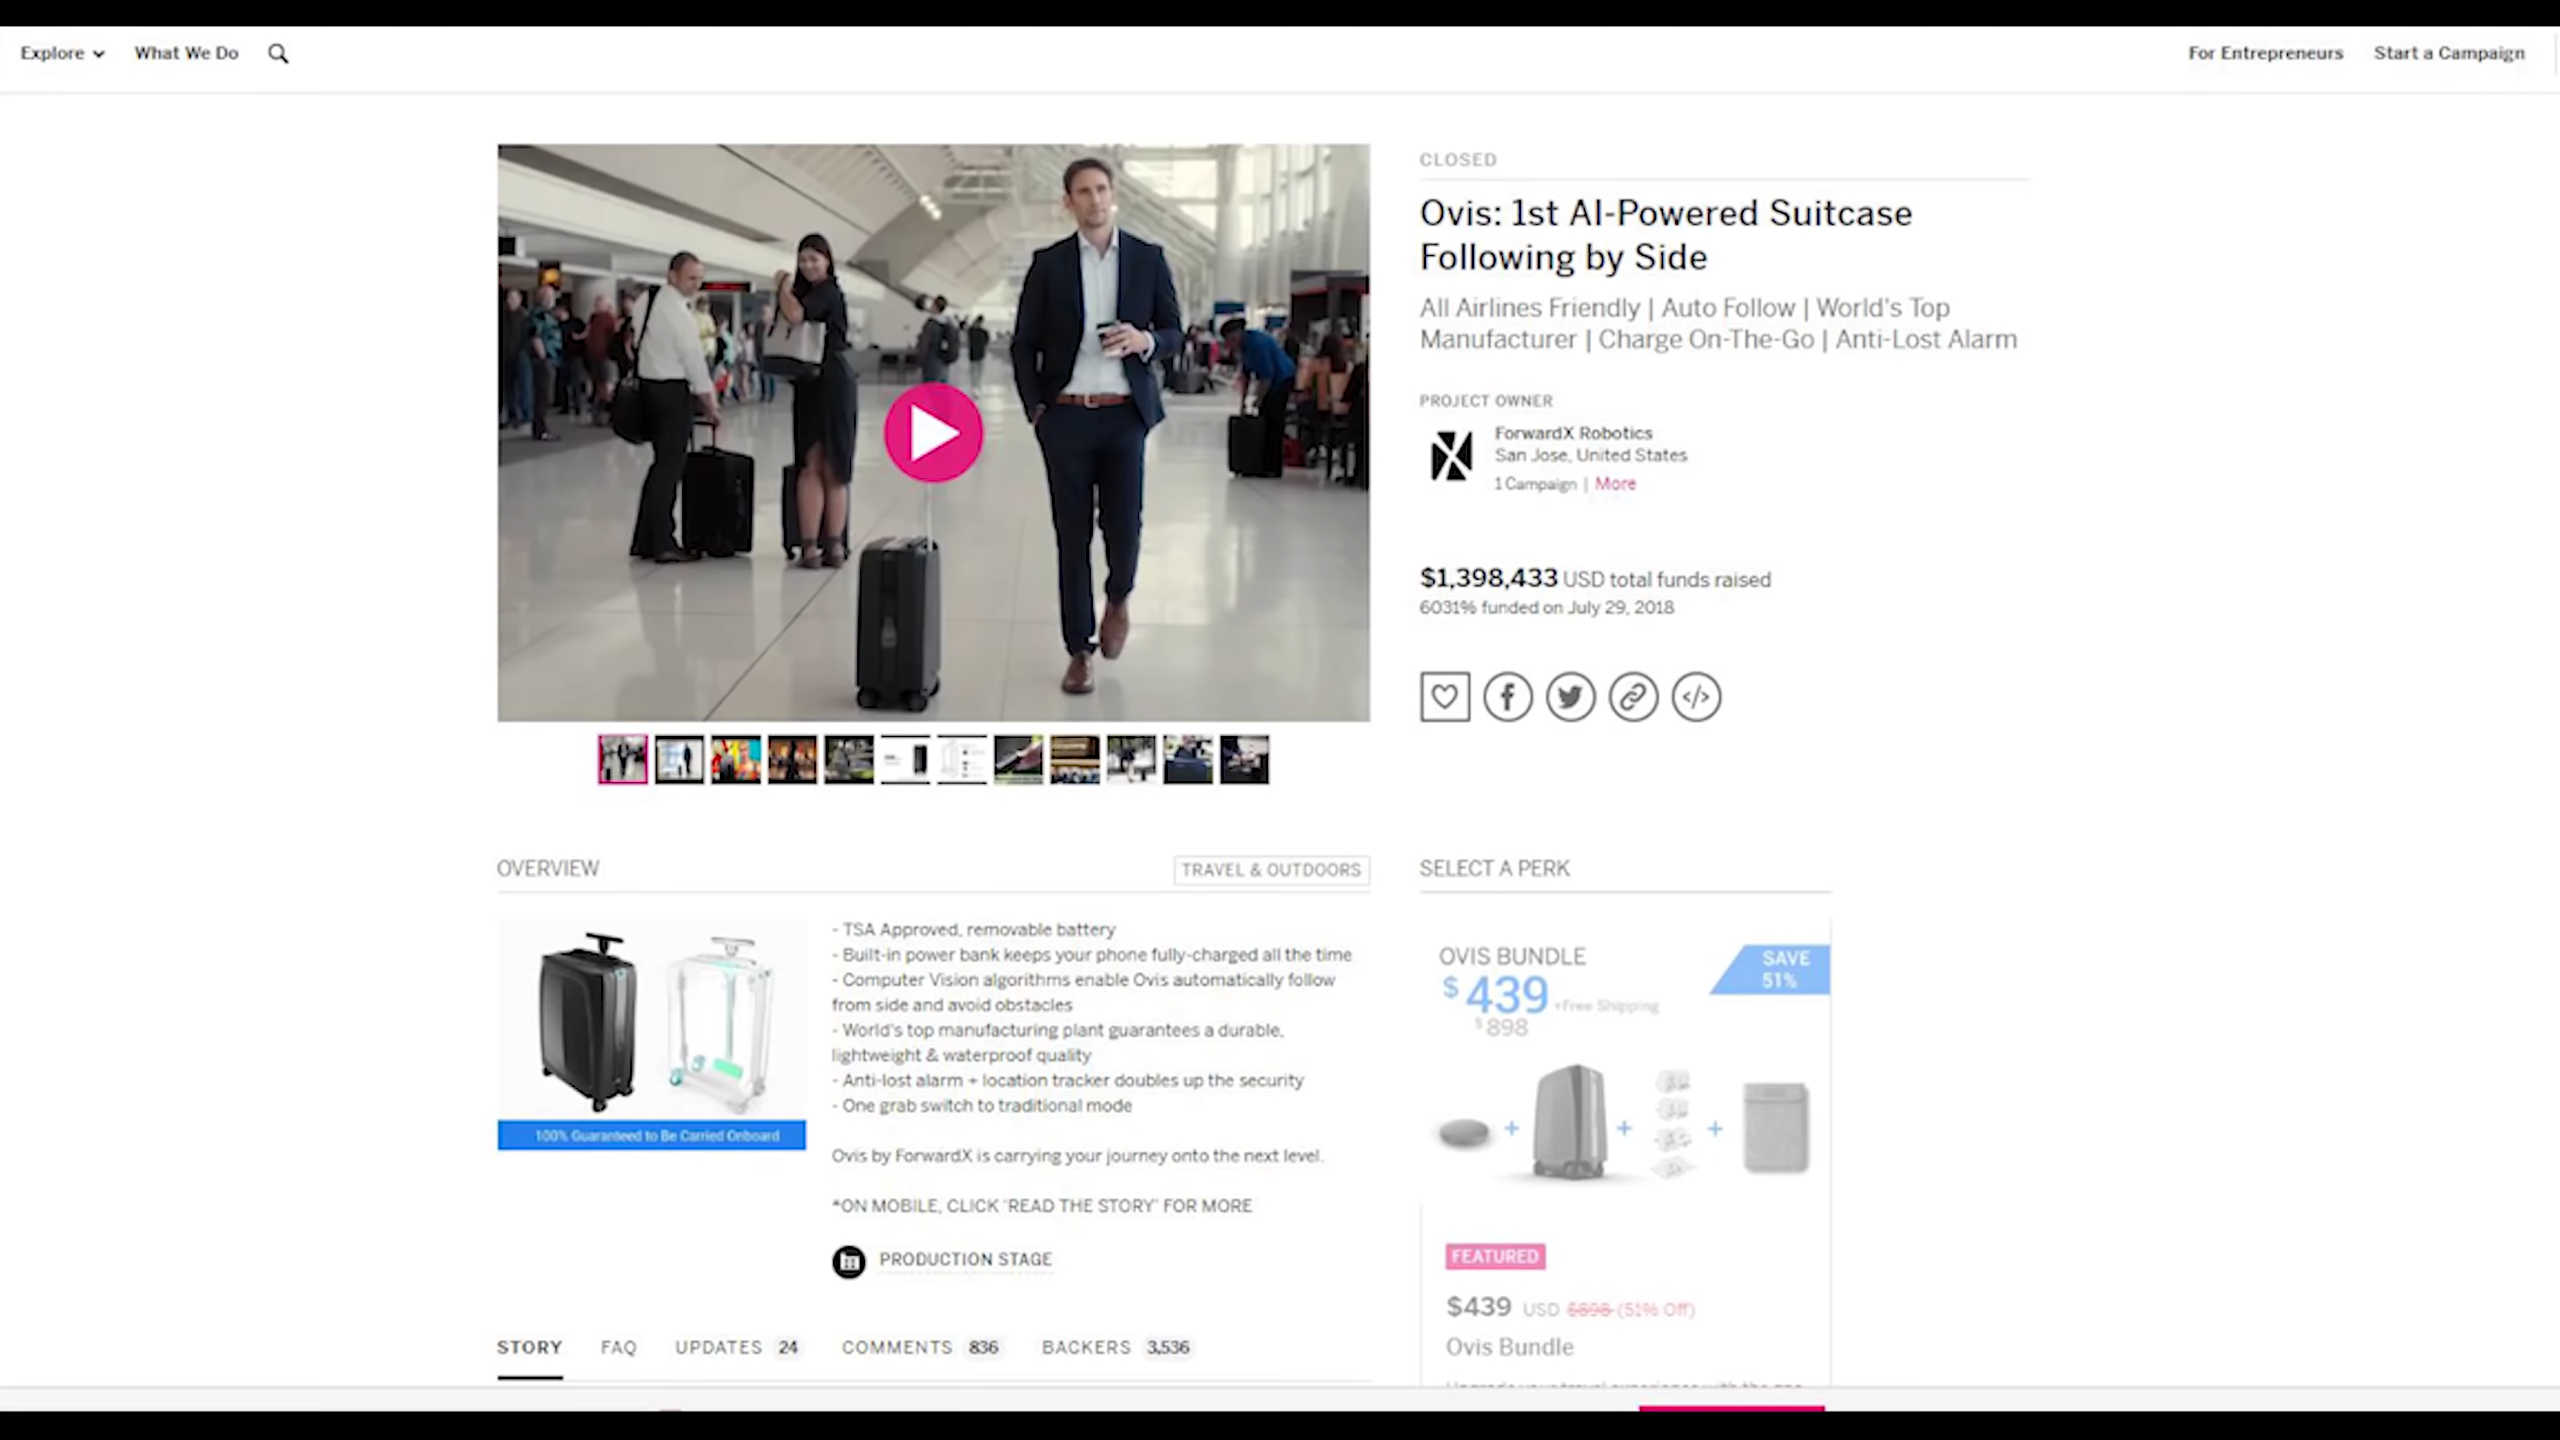 Explore
What We Do
For Entrepreneurs
Start a Campaign
CLOSED
Ovis: 1st AI-Powered Suitcase
Following by Side
All Airlines Friendly | Auto Follow | World's Top
Manufacturer | Charge On-The-Go | Anti-Lost Alarm
PROJECT OWNER
ForwardX Robotics
San Jose, United States
1 Campaign | More
$1,398,433 USD total funds raised
6031% funded on July 29, 2018
OVERVIEW
TRAVEL & OUTDOORS
100% Guaranteed to Be Carried Onboard
- TSA Approved, removable battery
- Built-in power bank keeps your phone fully-charged all the time
- Computer Vision algorithms enable Ovis automatically follow
from side and avoid obstacles
- World's top manufacturing plant guarantees a durable,
lightweight & waterproof quality
- Anti-lost alarm + location tracker doubles up the security
- One grab switch to traditional mode
Ovis by ForwardX is carrying your journey onto the next level.
*ON MOBILE, CLICK "READ THE STORY" FOR MORE
PRODUCTION STAGE
STORY
FAQ
UPDATES 24
COMMENTS 836
BACKERS 3,536
SELECT A PERK
OVIS BUNDLE
$439 +Free Shipping
$898
SAVE
51%
FEATURED
$439 USD $898 (51% Off)
Ovis Bundle